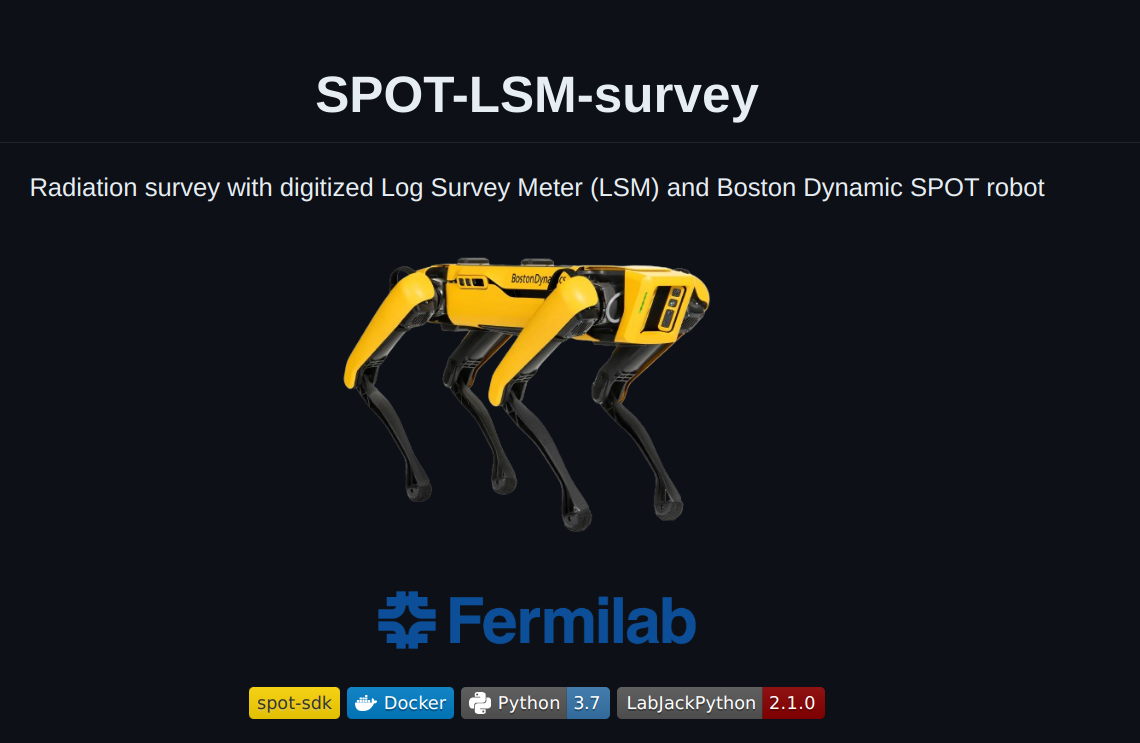 SPOT-LSM-survey
Radiation survey with digitized Log Survey Meter (LSM) and Boston Dynamic SPOT robot
BostonDynamics
Fermilab
spot-sdk Docker Python 3.7 LabJackPython 2.1.0